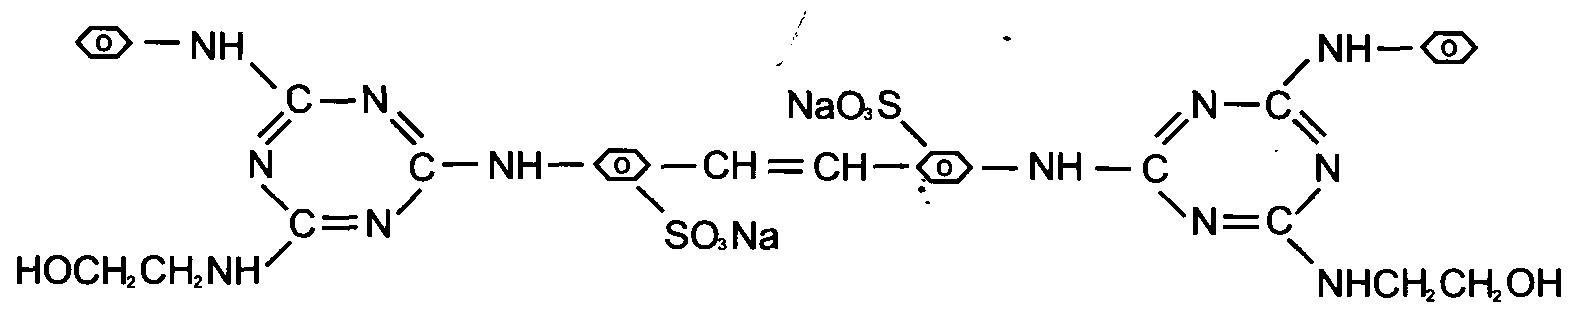 O — NH NH — O
C — N NaO₃S N — C
N C — NH — O — CH = CH — O — NH — C N
C = N SO₃Na N = C
HOCH₂CH₂NH NHCH₂CH₂OH